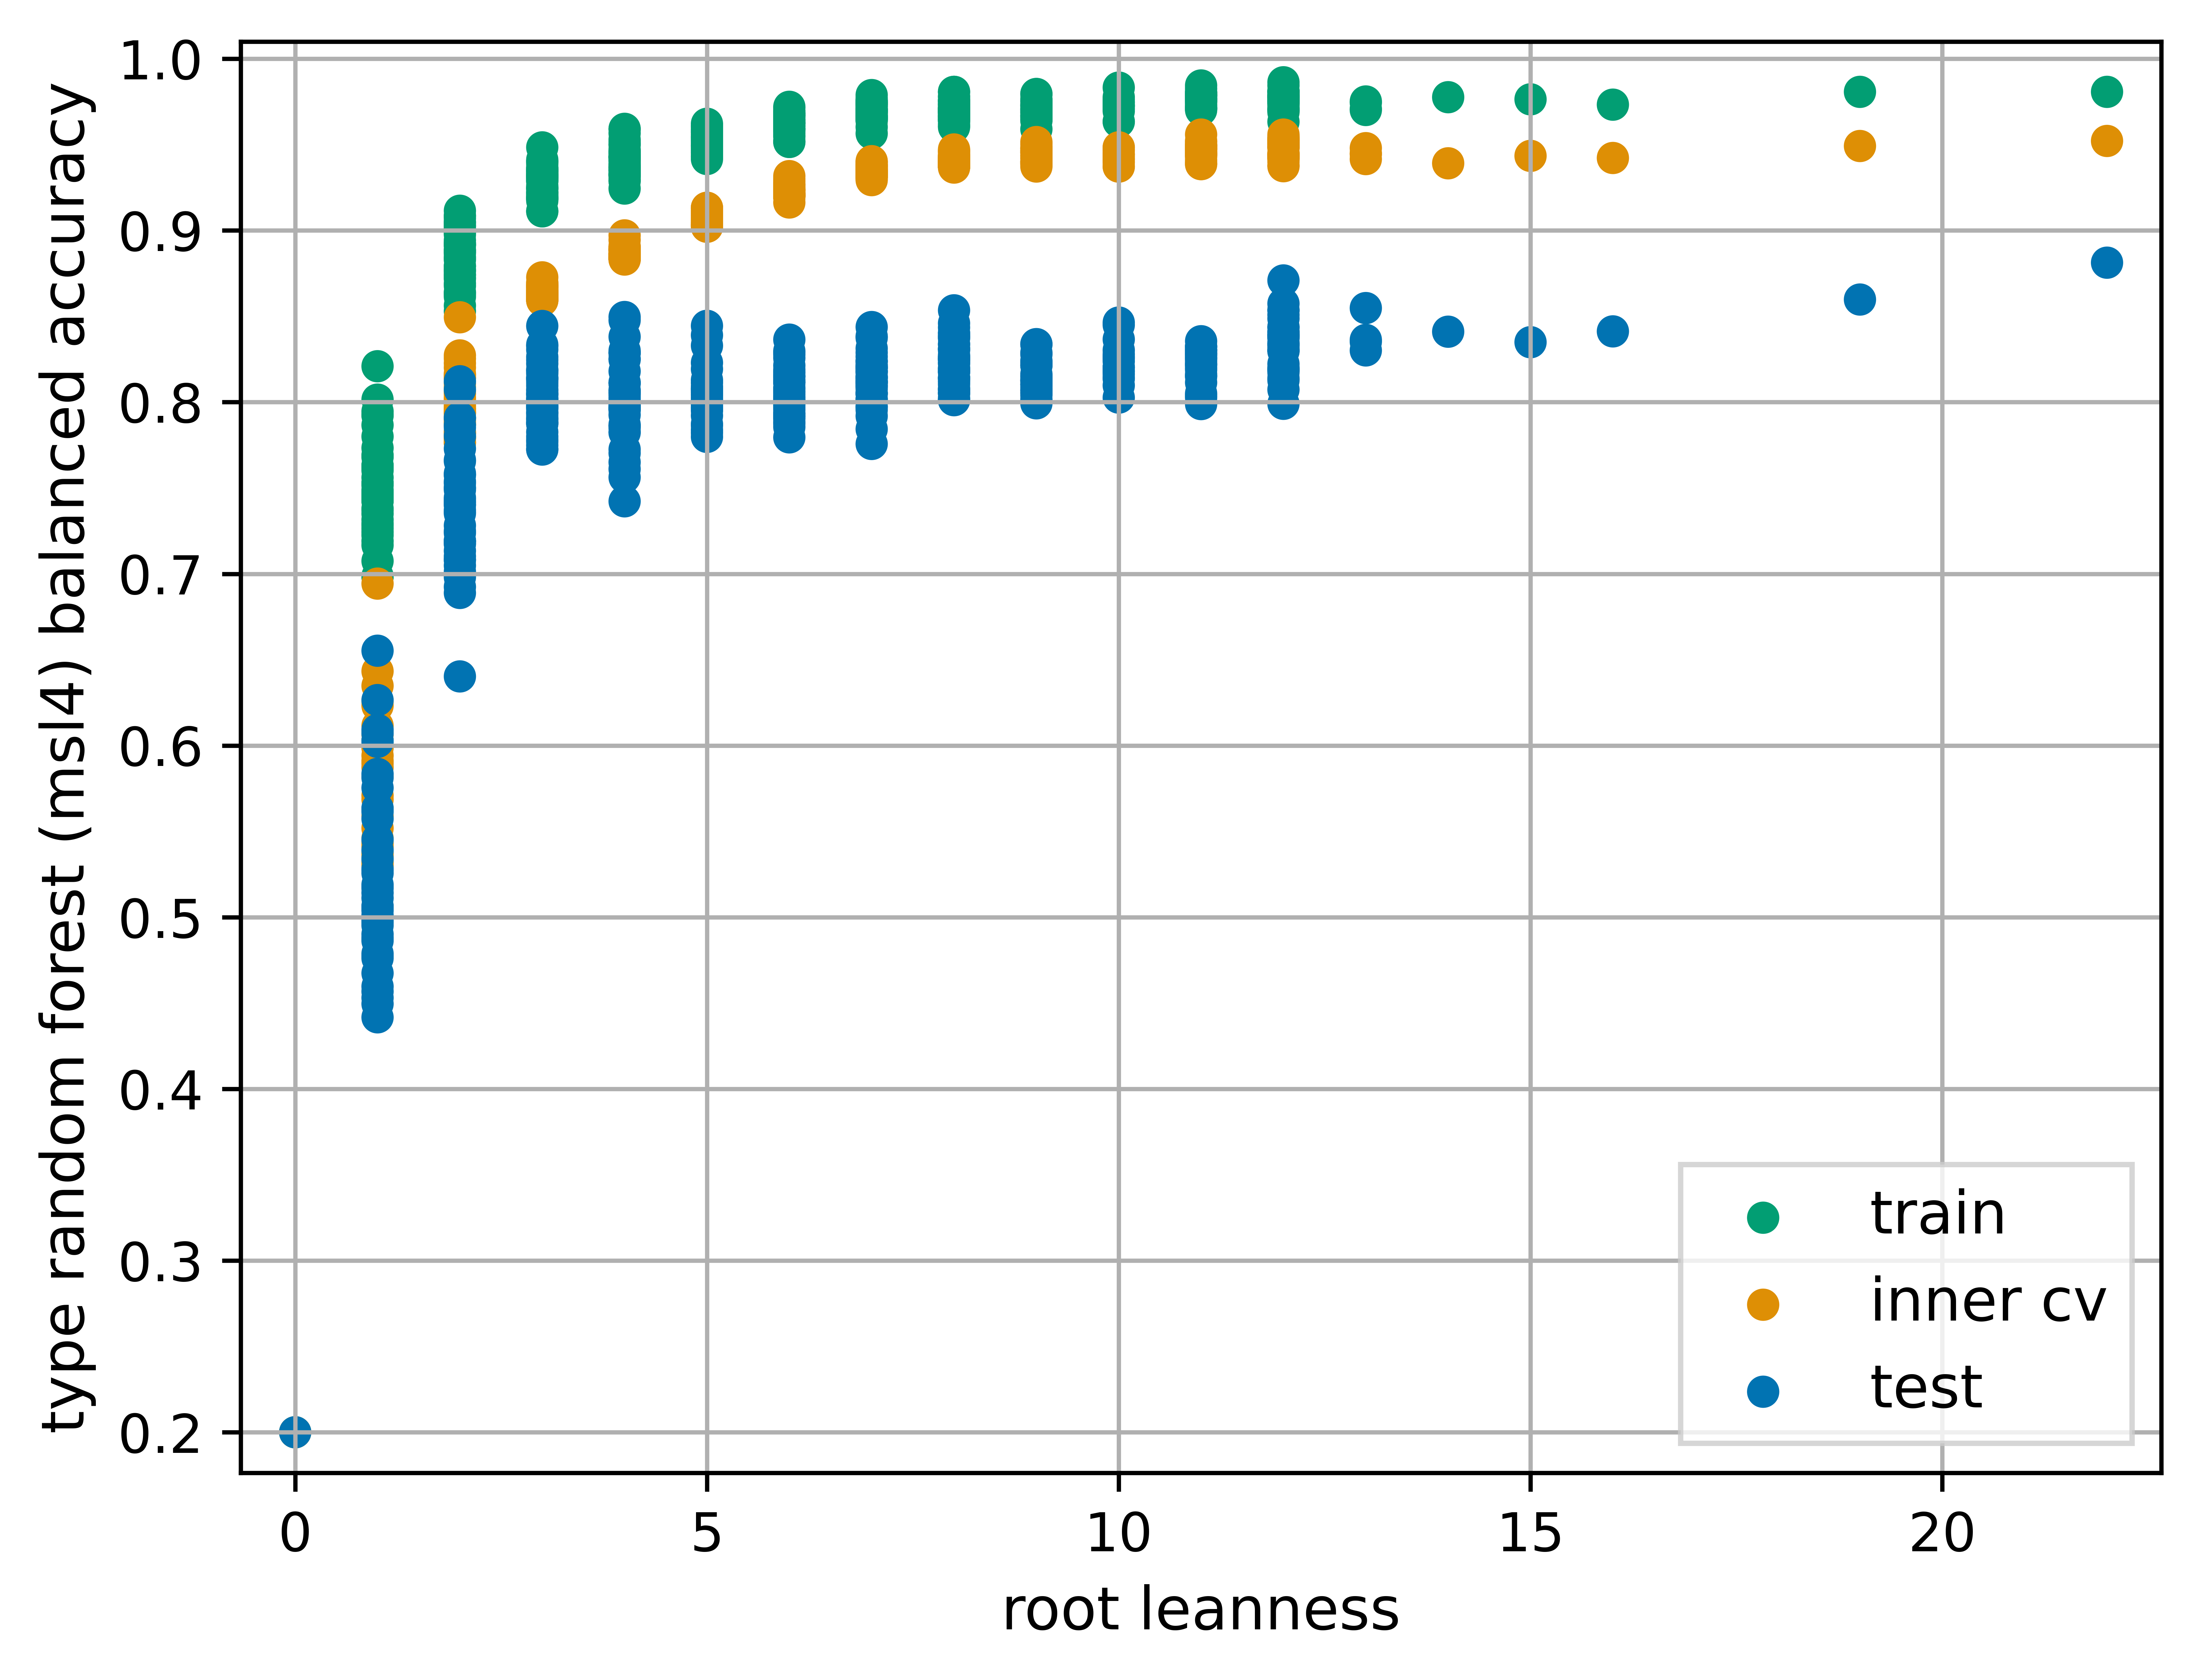 type random forest (msl4) balanced accuracy
1.0
0.9
0.8
0.7
0.6
0.5
0.4
0.3
0.2
train
inner cv
test
0 5 10 15 20
root leanness